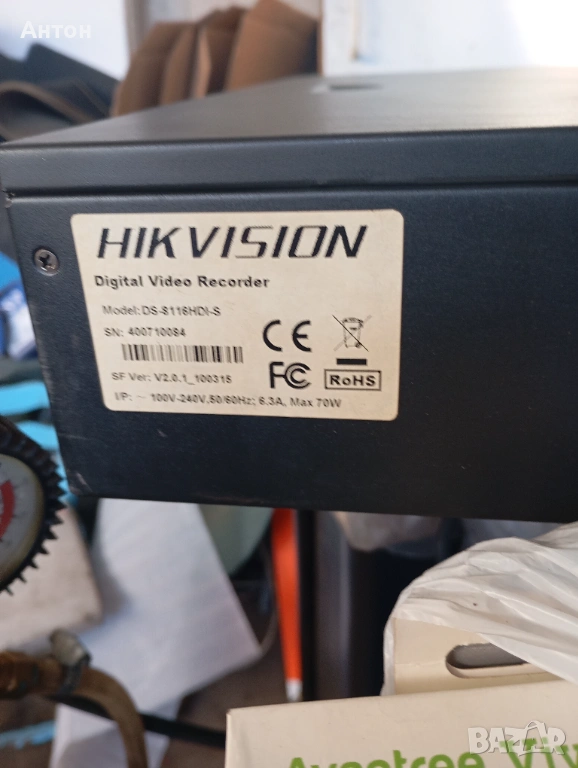 Антон
HIKVISION
Digital Video Recorder
Model: DS-8116HDI-S
SN: 400710084
CE
FC
RoHS
SF Ver: V2.0.1_100315
I/P: ~ 100V-240V,50/60Hz; 6.3A, Max 70W
BAZAR